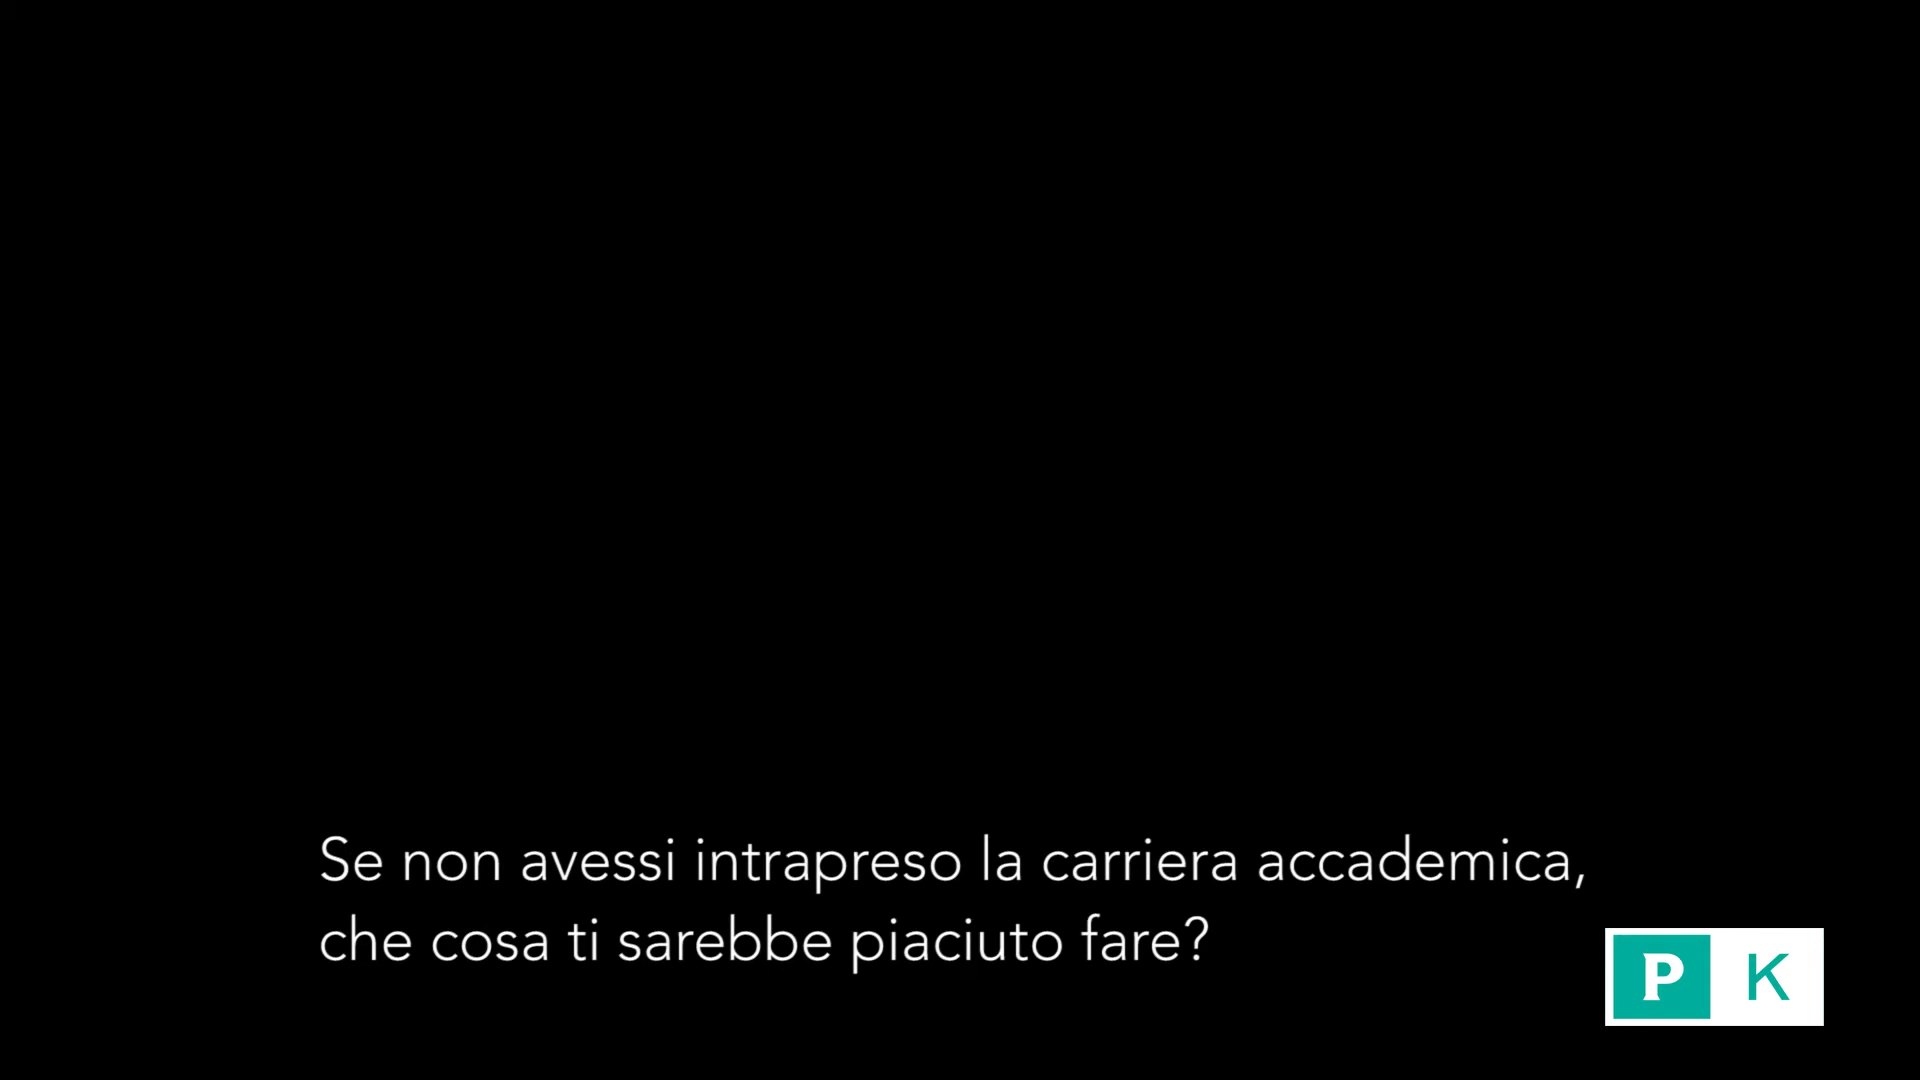 Se non avessi intrapreso la carriera accademica,
che cosa ti sarebbe piaciuto fare?
P K